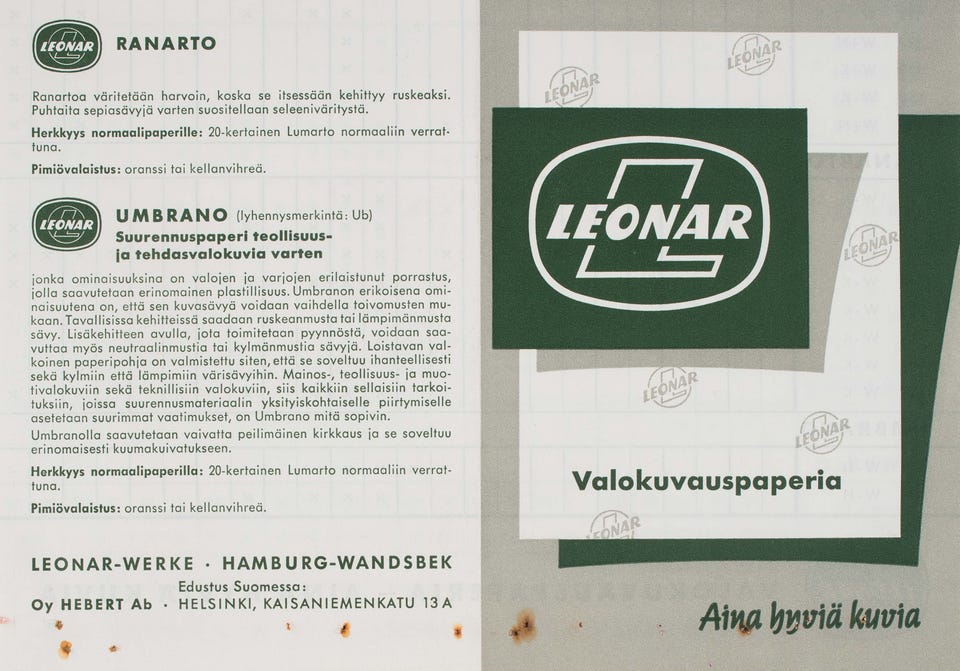 LEONAR
RANARTO
Ranartoa väritetään harvoin, koska se itsessään kehittyy ruskeaksi.
Puhtaita sepiasävyjä varten suositellaan seleeniväritystä.
Herkkyys normaalipaperille: 20-kertainen Lumarto normaaliin verrat-
tuna.
Pimiövalaistus: oranssi tai kellanvihreä.
LEONAR
UMBRANO (lyhennysmerkintä: Ub)
Suurennuspaperi teollisuus-
ja tehdasvalokuvia varten
jonka ominaisuuksina on valojen ja varjojen erilaistunut porrastus,
jolla saavutetaan erinomainen plastillisuus. Umbranon erikoisena omi-
naisuutena on, että sen kuvasävyä voidaan vaihdella toivomusten mu-
kaan. Tavallisissa kehitteissä saadaan ruskeanmusta tai lämpimänmusta
sävy. Lisäkehitteen avulla, jota toimitetaan pyynnöstä, voidaan saa-
vuttaa myös neutraalinmustia tai kylmänmustia sävyjä. Loistavan val-
koinen paperipohja on valmistettu siten, että se soveltuu ihanteellisesti
sekä kylmiin että lämpimiin värisävyihin. Mainos-, teollisuus- ja muo-
tivalokuviin sekä teknillisiin valokuviin, siis kaikkiin sellaisiin tarkoi-
tuksiin, joissa suurennusmateriaalin yksityiskohtaiselle piirtymiselle
asetetaan suurimmat vaatimukset, on Umbrano mitä sopivin.
Umbranolla saavutetaan vaivatta peilimäinen kirkkaus ja se soveltuu
erinomaisesti kuumakuivatukseen.
Herkkyys normaalipaperilla: 20-kertainen Lumarto normaaliin verrat-
tuna.
Pimiövalaistus: oranssi tai kellanvihreä.
LEONAR-WERKE · HAMBURG-WANDSBEK
Edustus Suomessa:
Oy HEBERT Ab · HELSINKI, KAISANIEMENKATU 13 A
LEONAR
LEONAR
LEONAR
LEONAR
LEONAR
LEONAR
Valokuvauspaperia
LEONAR
Aina hyviä kuvia